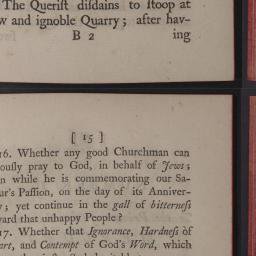 The Queriſt diſdains to ſtoop at
w and ignoble Quarry; after hav-
B 2 ing
[ 15 ]
16. Whether any good Churchman can
ouſly pray to God, in behalf of Jews;
n while he is commemorating our Sa-
ur's Paſſion, on the day of its Anniver-
; yet continue in the gall of bitterneſs
ward that unhappy People?
17. Whether that Ignorance, Hardneſs of
art, and Contempt of God's Word, which